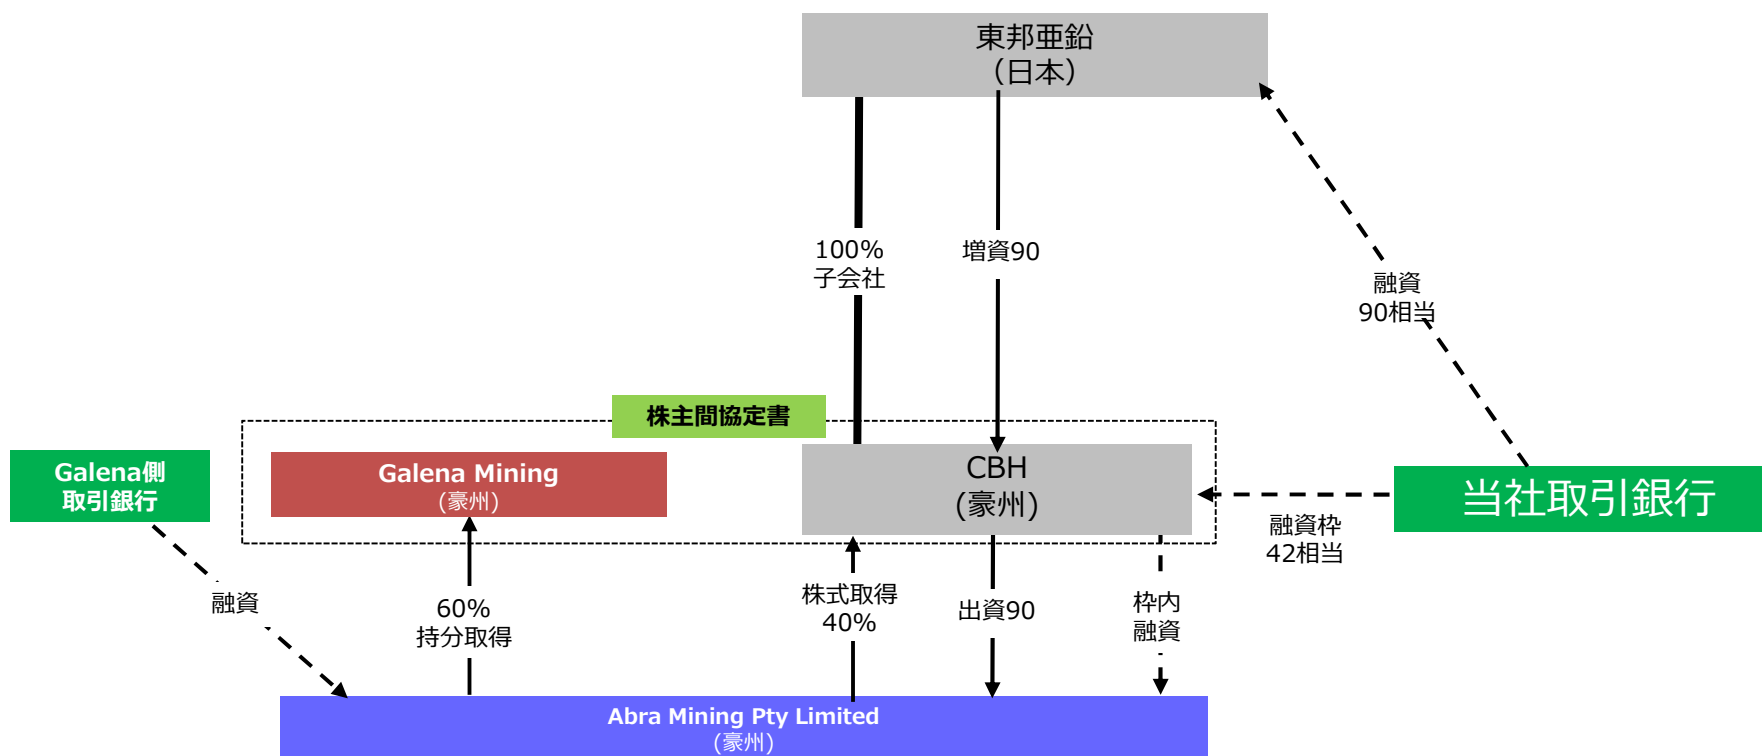 東邦亜鉛
（日本）
100%
子会社
増資90
融資
90相当
株主間協定書
Galena側
取引銀行
Galena Mining
(豪州)
CBH
(豪州)
当社取引銀行
融資枠
42相当
融資
60%
持分取得
株式取得
40%
出資90
枠内
融資
Abra Mining Pty Limited
(豪州)